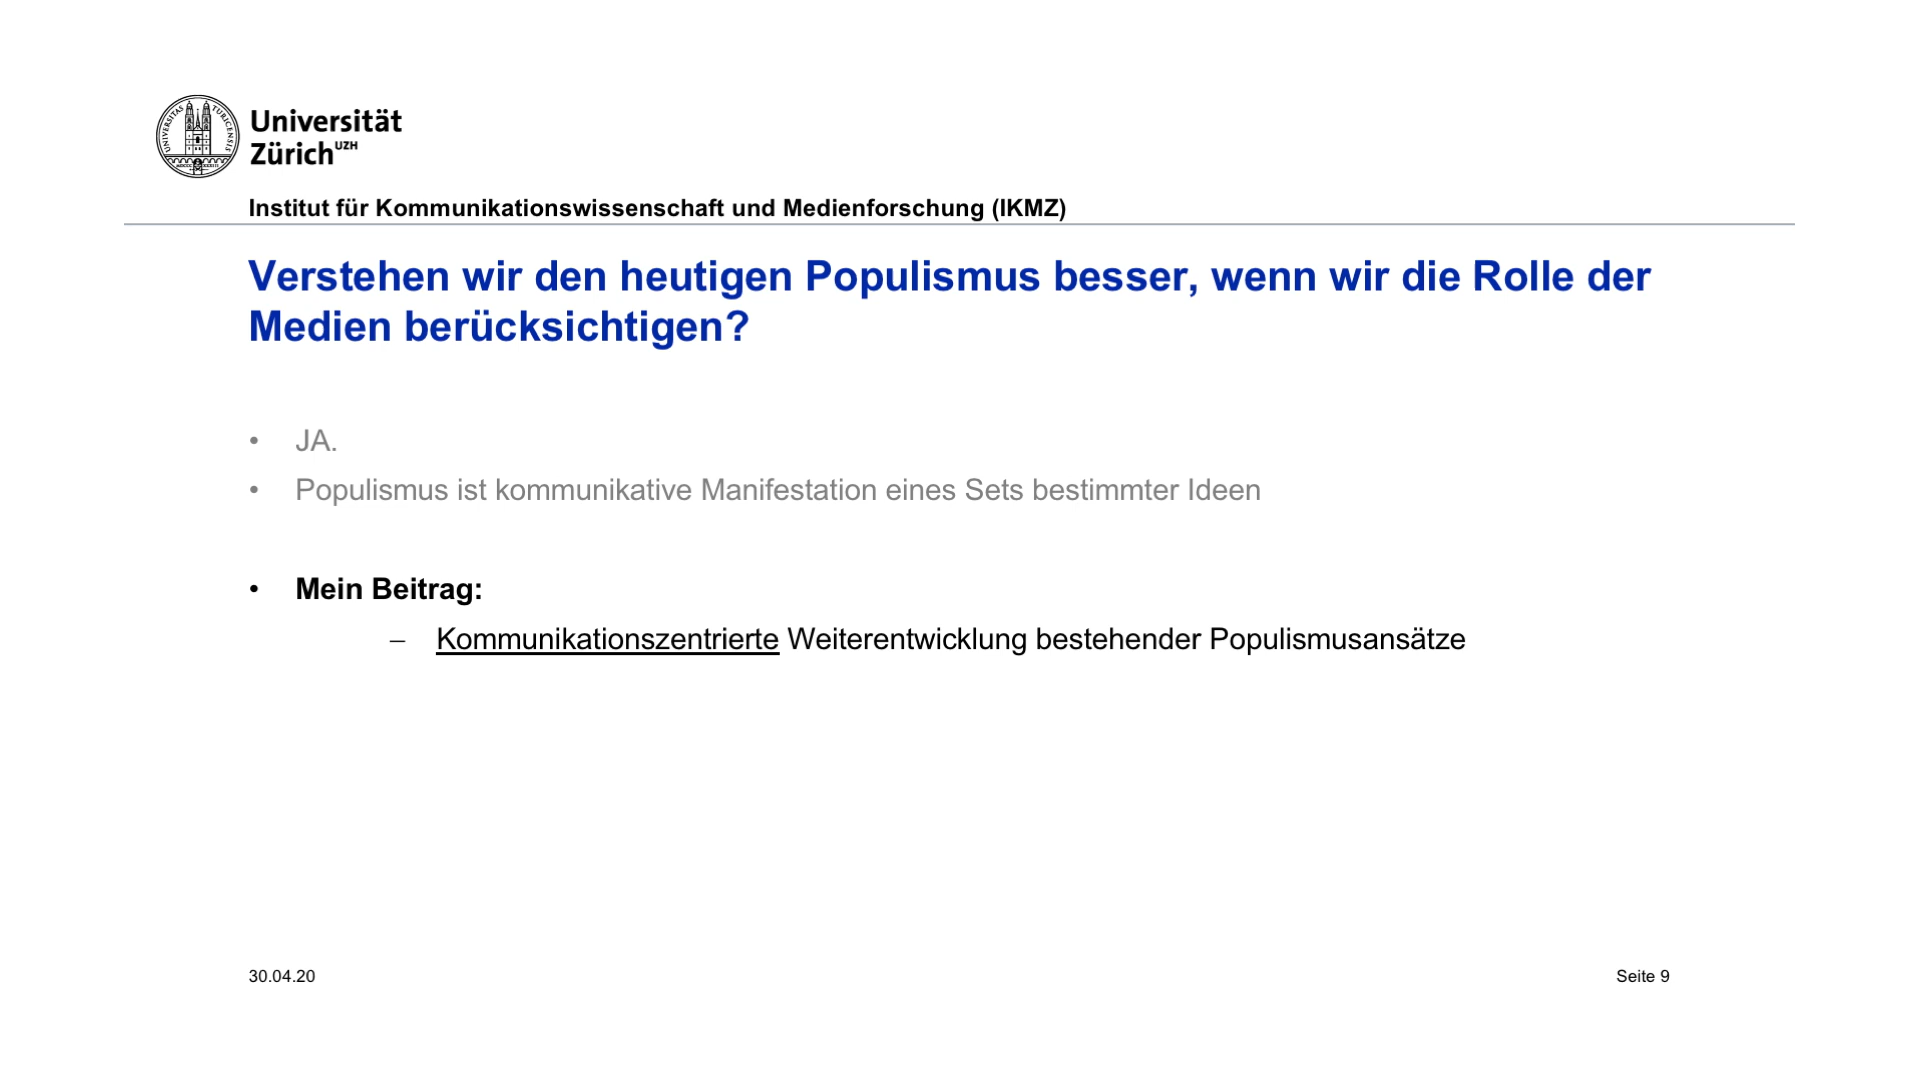 UNIVERSITAS TURICENSIS
Universität
Zürich UZH
Institut für Kommunikationswissenschaft und Medienforschung (IKMZ)
Verstehen wir den heutigen Populismus besser, wenn wir die Rolle der
Medien berücksichtigen?
• JA.
• Populismus ist kommunikative Manifestation eines Sets bestimmter Ideen
• Mein Beitrag:
– Kommunikationszentrierte Weiterentwicklung bestehender Populismusansätze
30.04.20
Seite 9